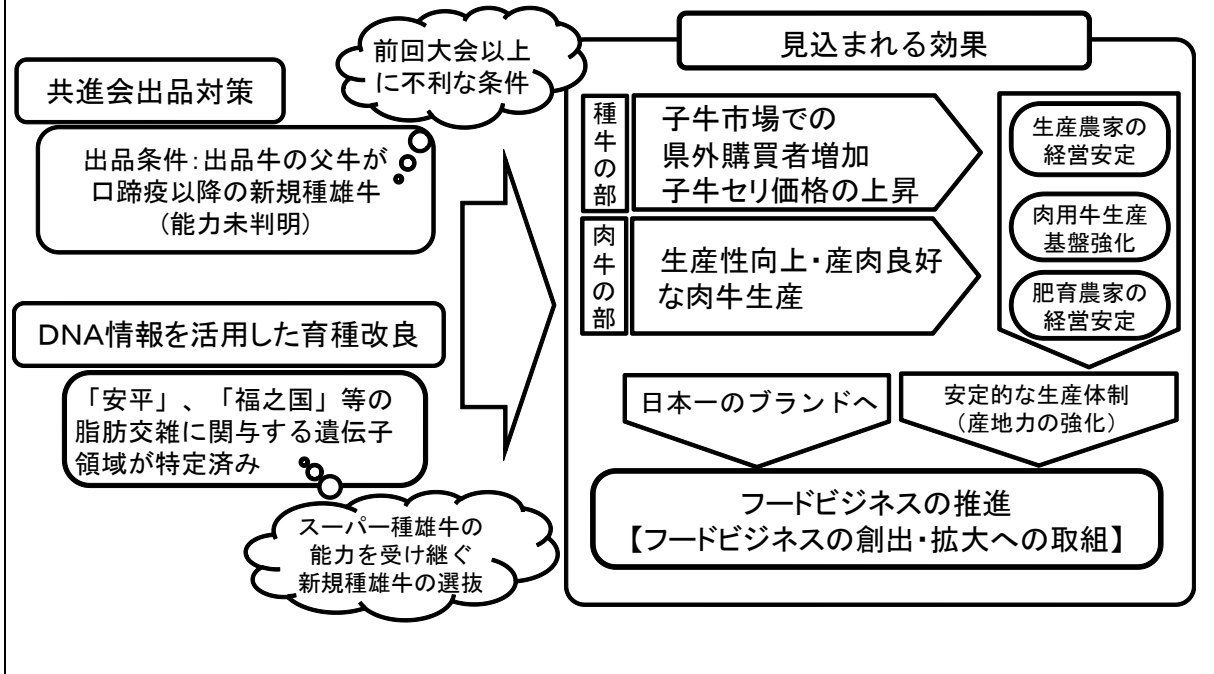 前回大会以上
に不利な条件
共進会出品対策
出品条件:出品牛の父牛が
口蹄疫以降の新規種雄牛
(能力未判明)
DNA情報を活用した育種改良
「安平」、「福之国」等の
脂肪交雑に関与する遺伝子
領域が特定済み
スーパー種雄牛の
能力を受け継ぐ
新規種雄牛の選抜
見込まれる効果
種牛の部
子牛市場での
県外購買者増加
子牛セリ価格の上昇
肉牛の部
生産性向上・産肉良好
な肉牛生産
生産農家の
経営安定
肉用牛生産
基盤強化
肥育農家の
経営安定
日本一のブランドへ
安定的な生産体制
(産地力の強化)
フードビジネスの推進
【フードビジネスの創出・拡大への取組】